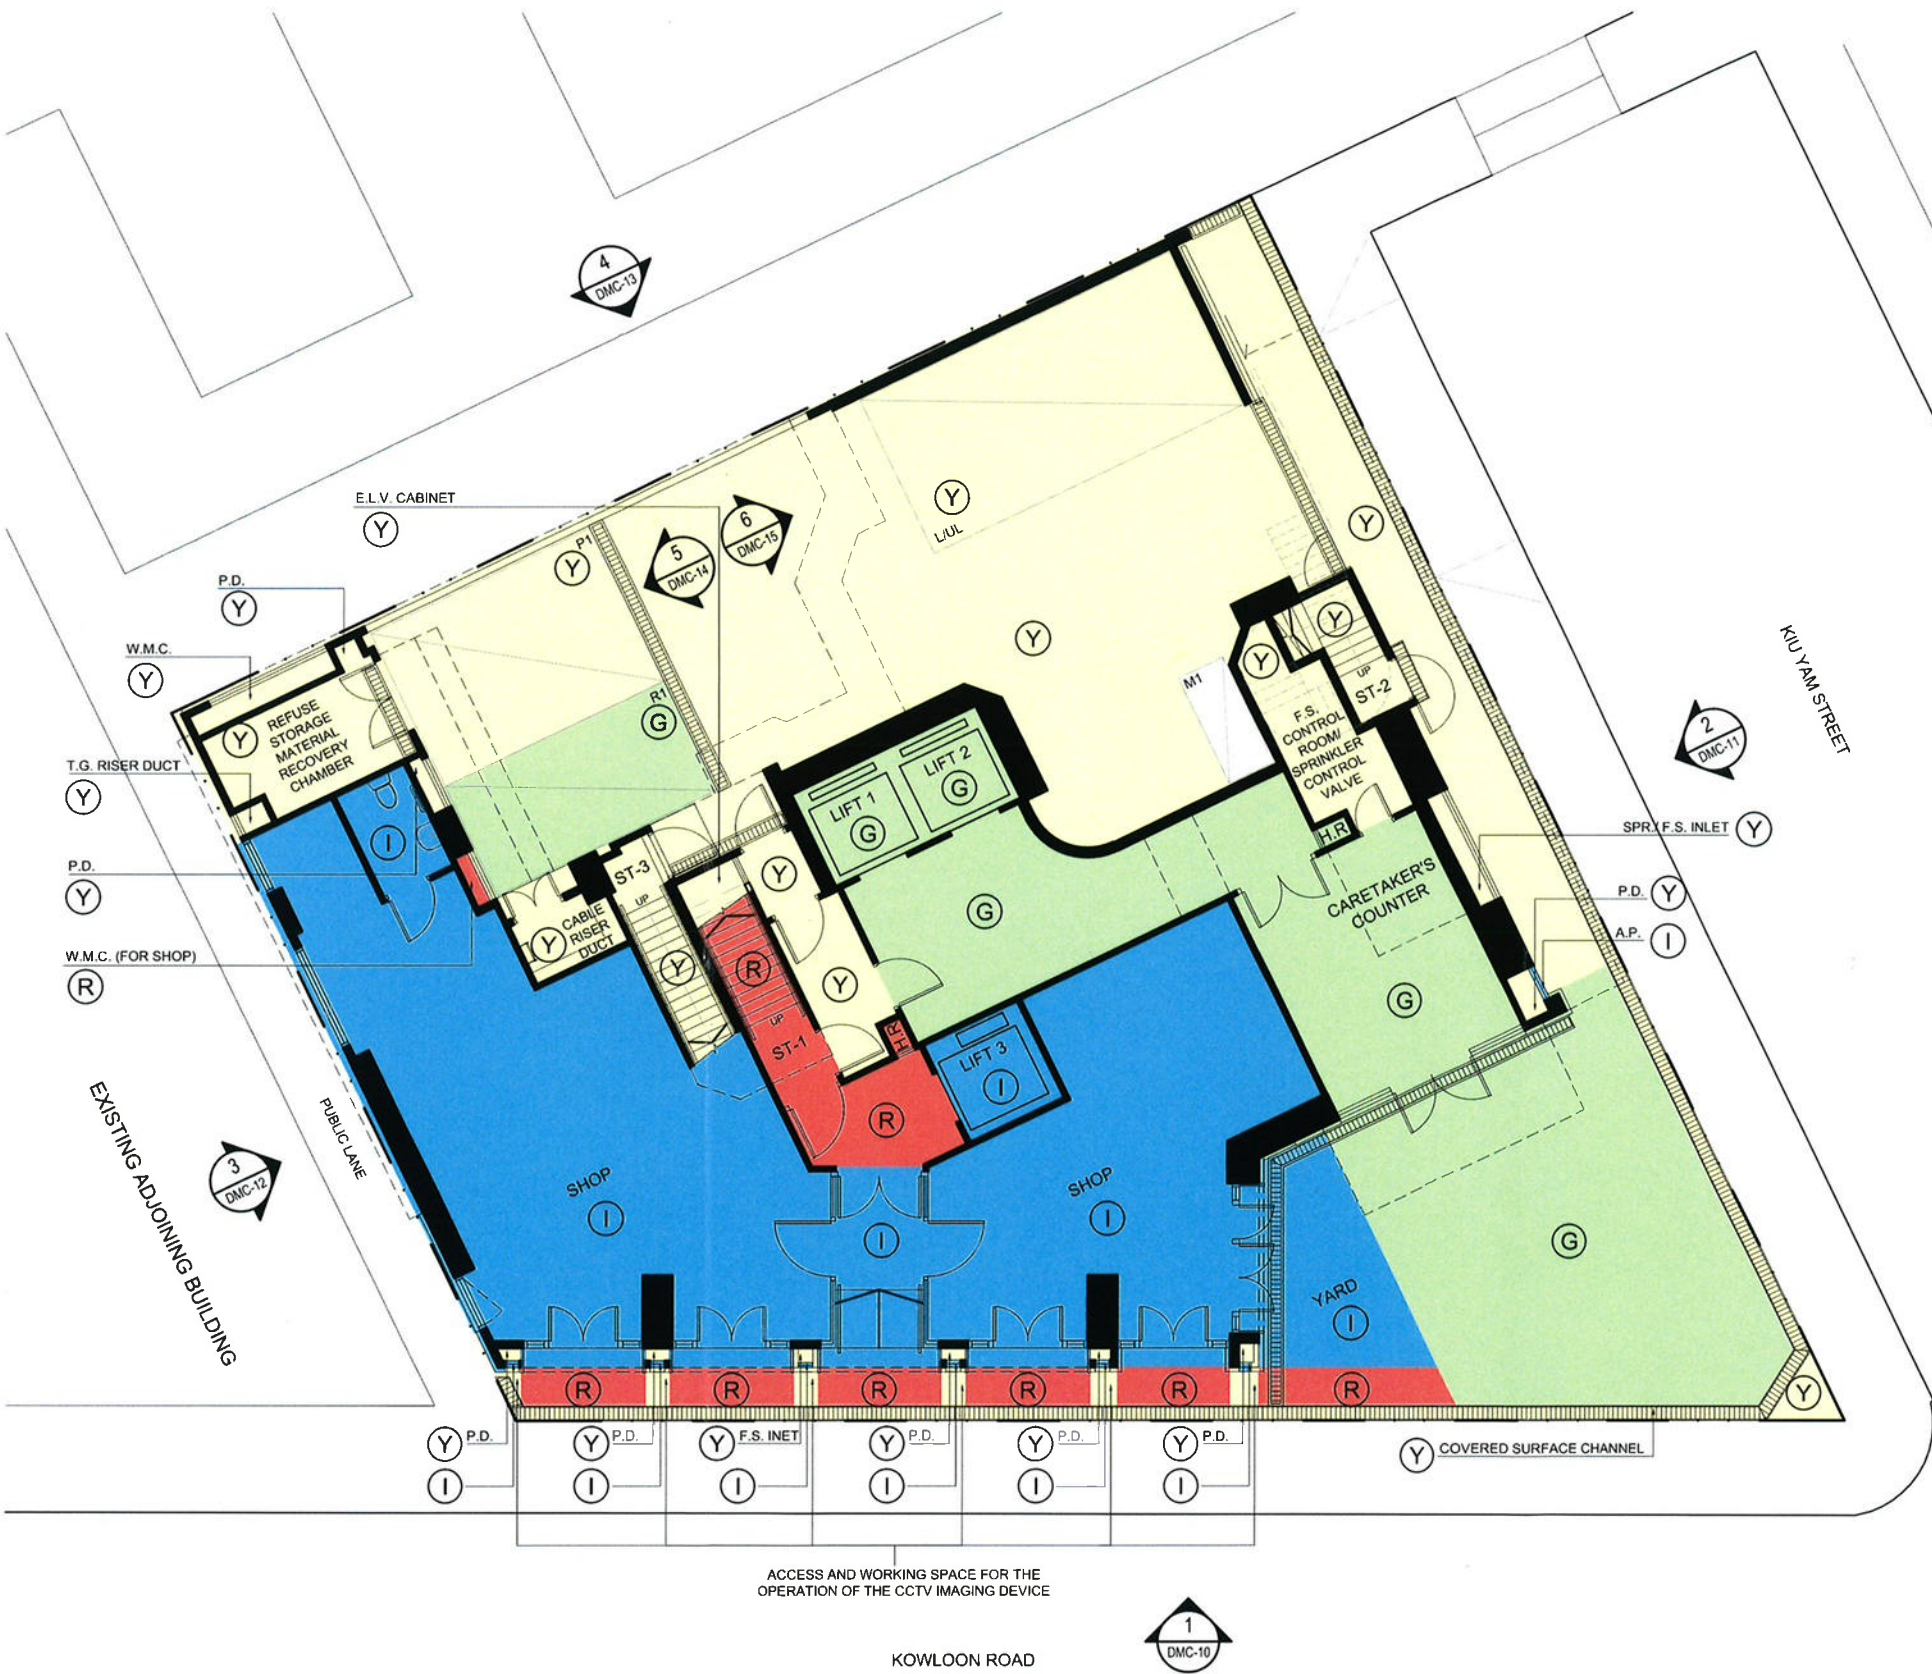 4
DMC-13
E.L.V. CABINET
Y
6
DMC-15
5
DMC-14
Y
L/UL
Y
P1
Y
P.D.
Y
W.M.C.
Y
Y
REFUSE
STORAGE
MATERIAL
RECOVERY
CHAMBER
R1
G
Y
M1
Y
Y
UP
ST-2
F.S.
CONTROL
ROOM/
SPRINKLER
CONTROL
VALVE
KIU YAM STREET
2
DMC-11
T.G. RISER DUCT
Y
LIFT 1
G
LIFT 2
G
H.R
SPR./F.S. INLET
Y
I
P.D.
Y
ST-3
UP
Y
CARETAKER'S
COUNTER
P.D.
Y
A.P.
I
W.M.C. (FOR SHOP)
R
Y
CABLE
RISER
DUCT
Y
R
UP
ST-1
Y
G
G
H.R
LIFT 3
I
R
EXISTING ADJOINING BUILDING
PUBLIC LANE
3
DMC-12
SHOP
I
I
SHOP
I
YARD
I
G
R
R
R
R
R
R
Y
Y
P.D.
Y
P.D.
Y
F.S. INET
Y
P.D.
Y
P.D.
Y
P.D.
Y
COVERED SURFACE CHANNEL
I
I
I
I
I
I
ACCESS AND WORKING SPACE FOR THE
OPERATION OF THE CCTV IMAGING DEVICE
1
DMC-10
KOWLOON ROAD